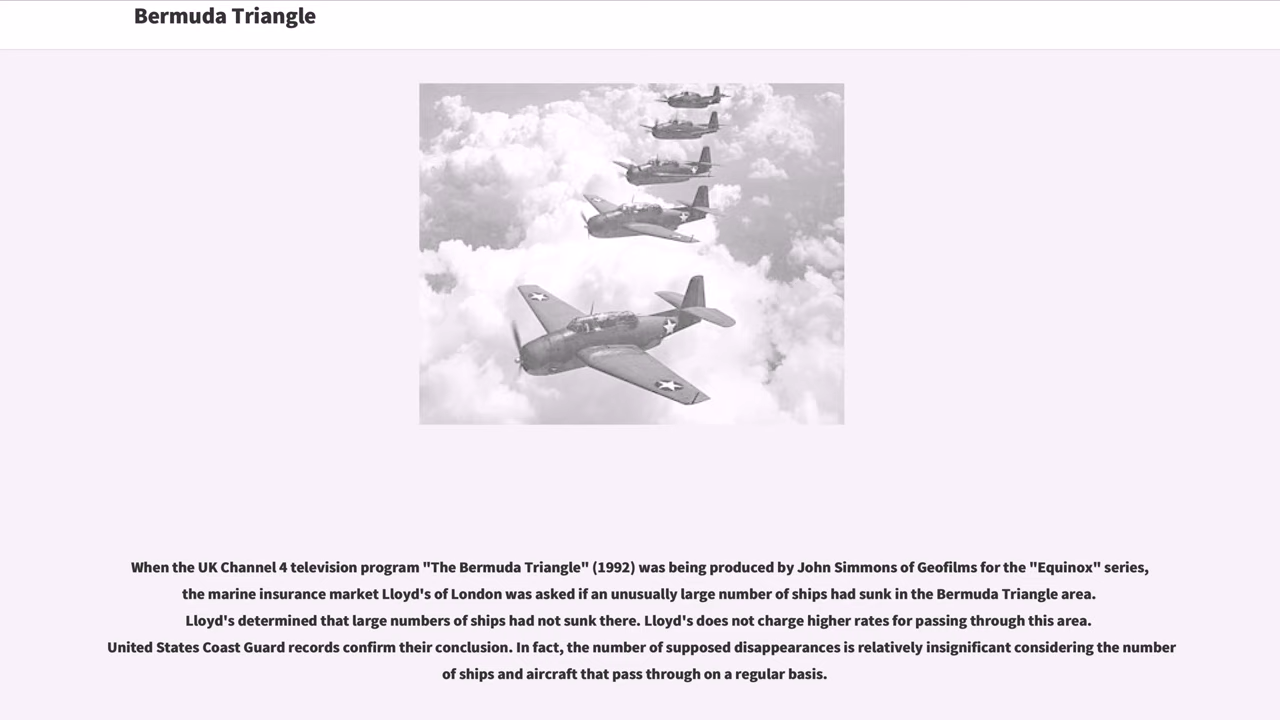 Bermuda Triangle
When the UK Channel 4 television program "The Bermuda Triangle" (1992) was being produced by John Simmons of Geofilms for the "Equinox" series,
the marine insurance market Lloyd's of London was asked if an unusually large number of ships had sunk in the Bermuda Triangle area.
Lloyd's determined that large numbers of ships had not sunk there. Lloyd's does not charge higher rates for passing through this area.
United States Coast Guard records confirm their conclusion. In fact, the number of supposed disappearances is relatively insignificant considering the number
of ships and aircraft that pass through on a regular basis.